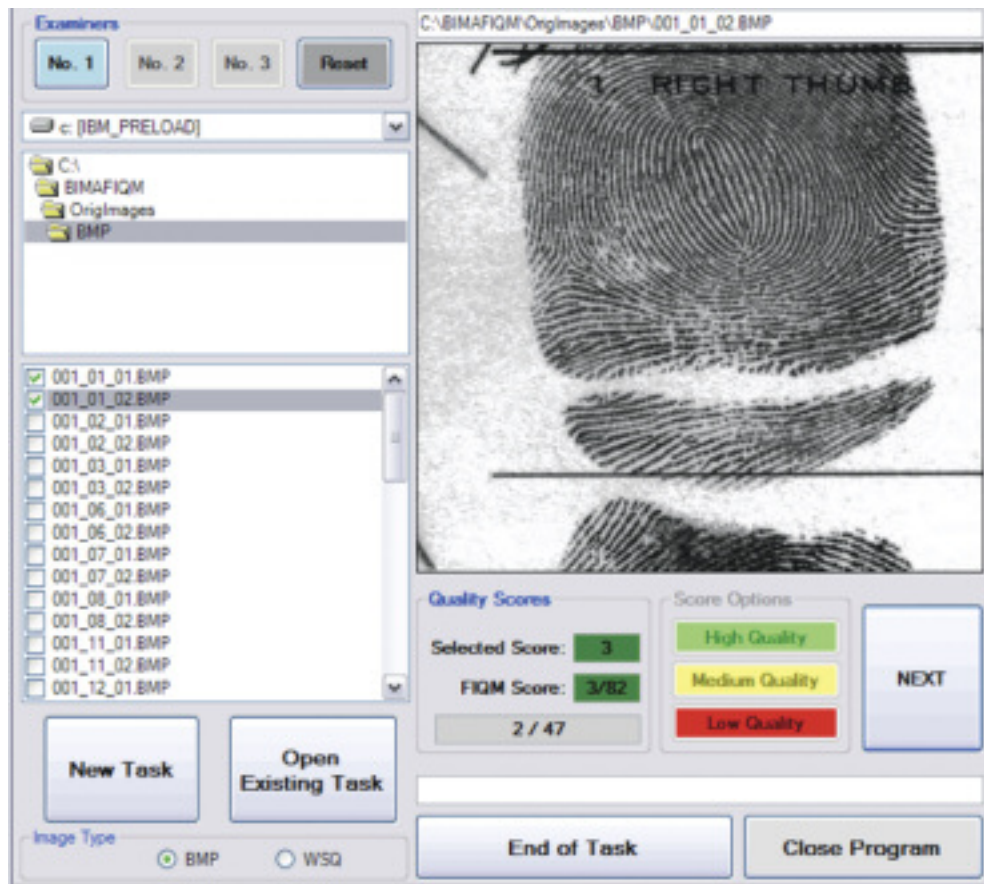 Examiners
No. 1 No. 2 No. 3 Reset
c: [IBM_PRELOAD]
C:\
BIMAFIQM
OrigImages
BMP
001_01_01.BMP
001_01_02.BMP
001_02_01.BMP
001_02_02.BMP
001_03_01.BMP
001_03_02.BMP
001_06_01.BMP
001_06_02.BMP
001_07_01.BMP
001_07_02.BMP
001_08_01.BMP
001_08_02.BMP
001_11_01.BMP
001_11_02.BMP
001_12_01.BMP
New Task
Open
Existing Task
Image Type
BMP WSQ
C:\BIMAFIQM\OrigImages\BMP\001_01_02.BMP
1. RIGHT THUMB
Quality Scores
Selected Score: 3
FIQM Score: 3/82
2 / 47
Score Options
High Quality
Medium Quality
Low Quality
NEXT
End of Task
Close Program